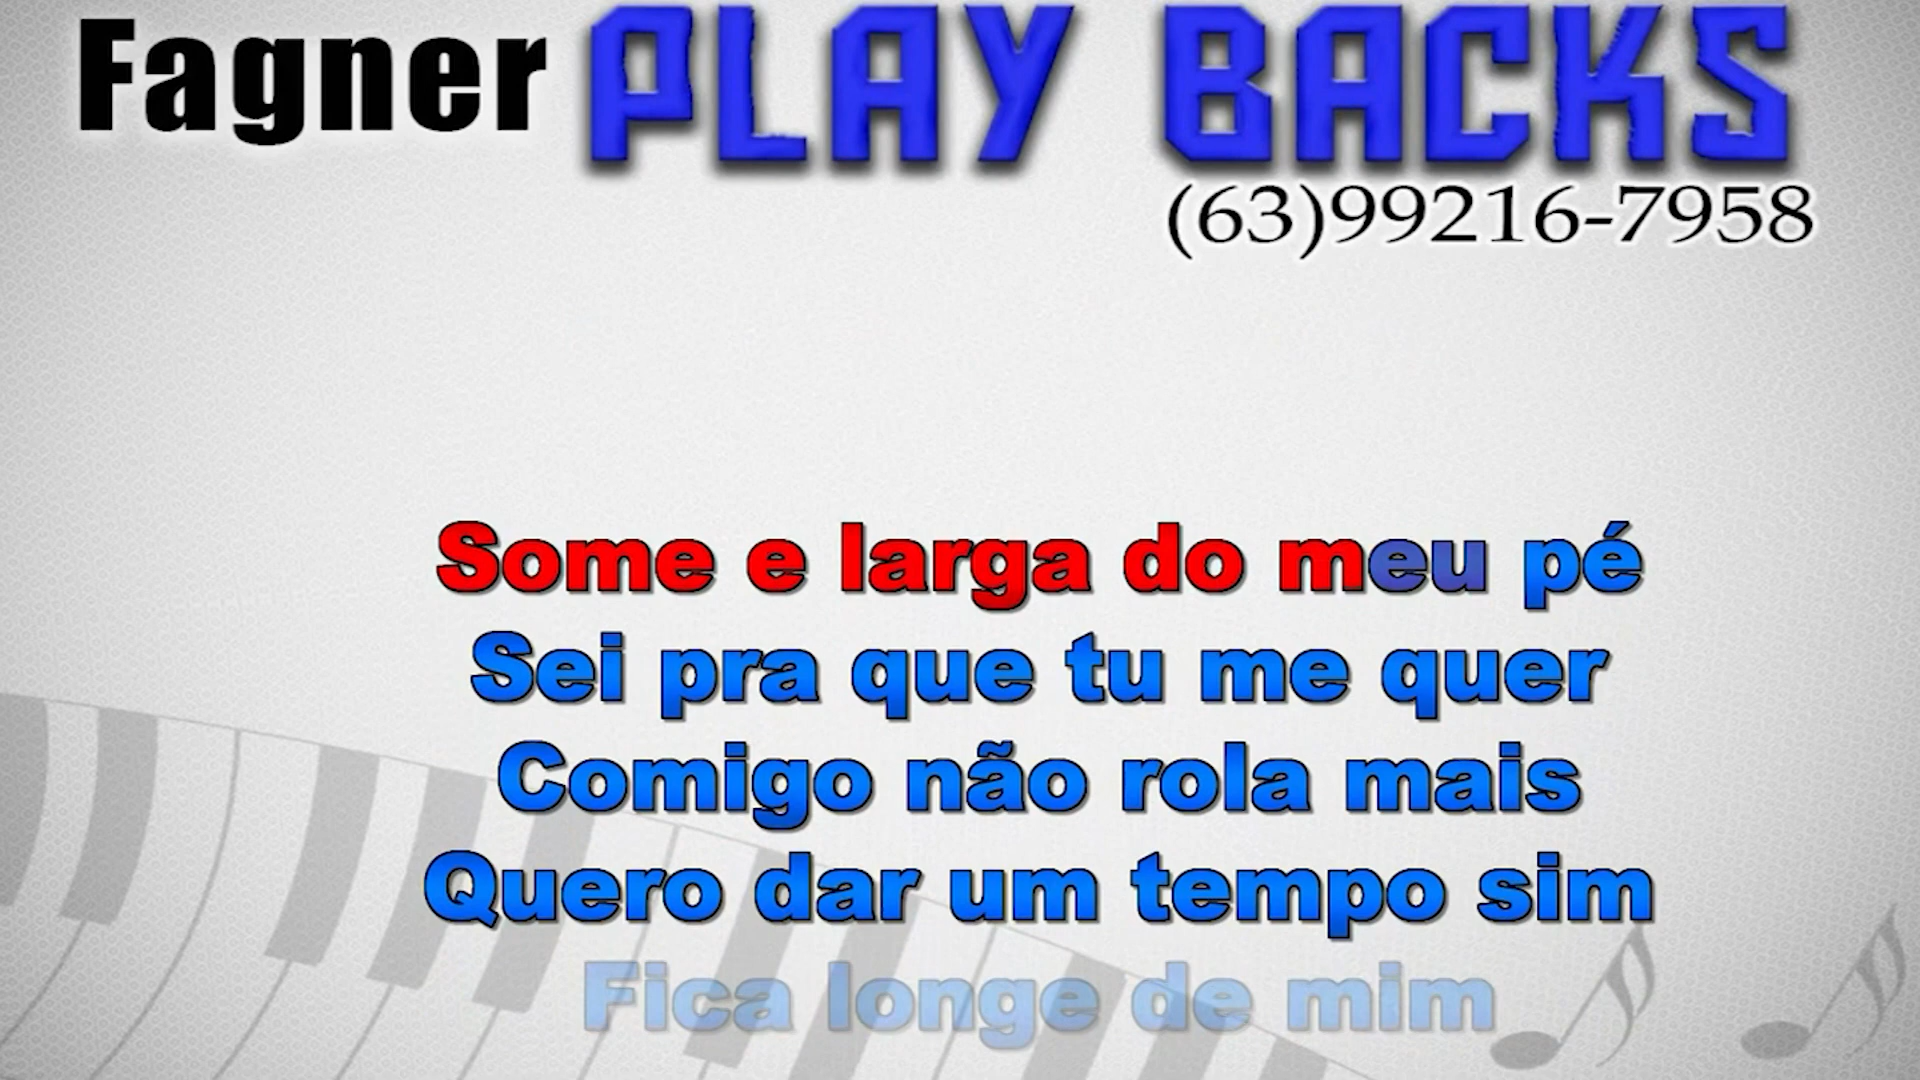 Fagner PLAY BACKS
(63)99216-7958
Some e larga do meu pé
Sei pra que tu me quer
Comigo não rola mais
Quero dar um tempo sim
Fica longe de mim